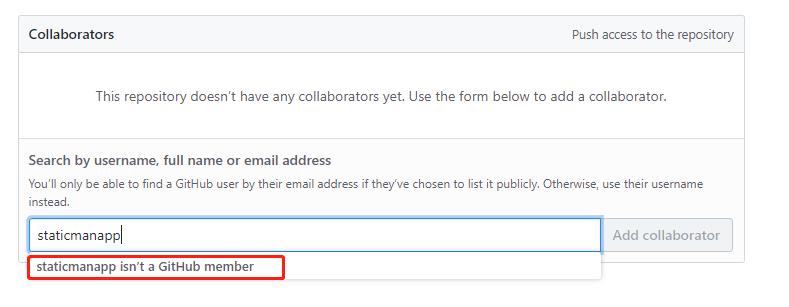 Collaborators
Push access to the repository
This repository doesn't have any collaborators yet. Use the form below to add a collaborator.
Search by username, full name or email address
You'll only be able to find a GitHub user by their email address if they've chosen to list it publicly. Otherwise, use their username
instead.
staticmanapp
Add collaborator
staticmanapp isn't a GitHub member